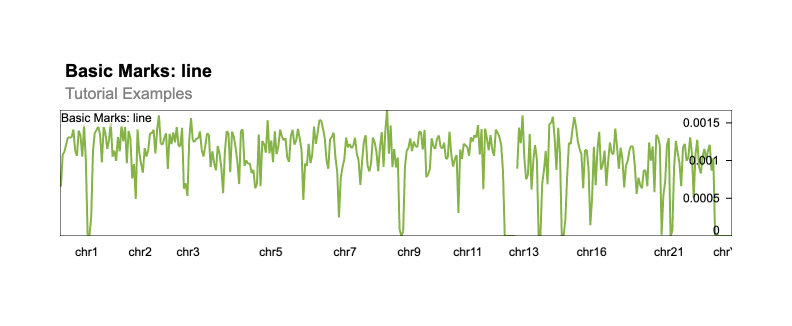 Basic Marks: line
Tutorial Examples
Basic Marks: line
0.0015
0.001
0.0005
0
chr1 chr2 chr3 chr5 chr7 chr9 chr11 chr13 chr16 chr21